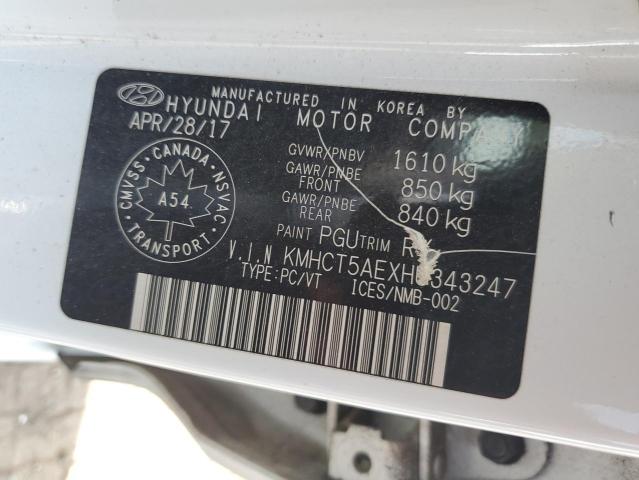 MANUFACTURED IN KOREA BY
HYUNDAI MOTOR COMPANY
APR/28/17
GVWR/PNBV 1610 kg
GAWR/PNBE FRONT 850 kg
GAWR/PNBE REAR 840 kg
CANADA
CMVSS NSVAC
A54
TRANSPORT
PAINT PGU TRIM
V.I.N
TYPE:PC/VT ICES/NMB-002